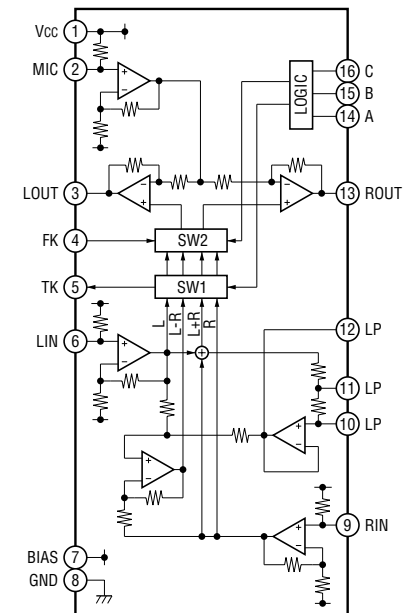 Vcc 1
MIC 2
16 C
15 B
14 A
LOGIC
LOUT 3
13 ROUT
FK 4
SW2
TK 5
SW1
L
L-R
L+R
R
LIN 6
12 LP
11 LP
10 LP
9 RIN
BIAS 7
GND 8
+
−
+
−
−
+
−
+
+
−
+
+
−
+
−
+
−